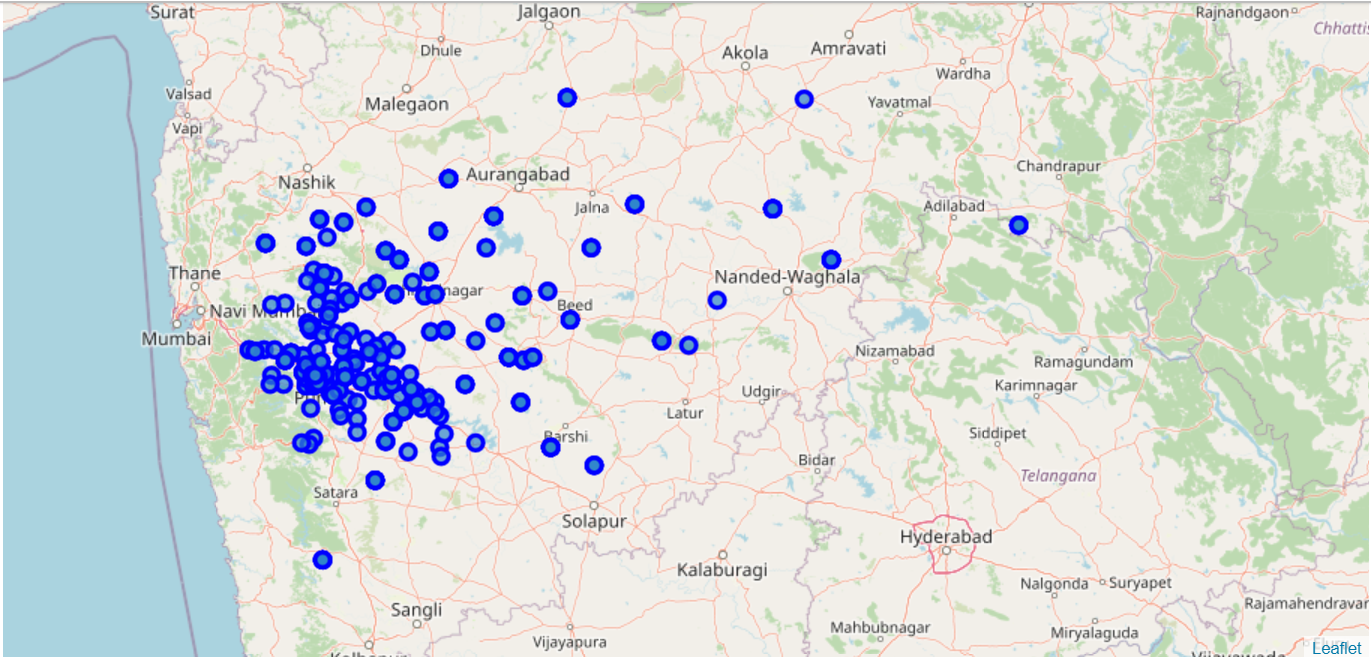 Surat
Jalgaon
Rajnandgaon
Chhattis
Dhule
Akola
Amravati
Wardha
Valsad
Malegaon
Yavatmal
Vapi
Nashik
Aurangabad
Chandrapur
Jalna
Adilabad
Thane
Nanded-Waghala
nagar
Beed
Navi Mumb
Mumbai
Nizamabad
Ramagundam
Karimnagar
Udgir
Latur
Barshi
Siddipet
Bidar
Telangana
Satara
Solapur
Hyderabad
Kalaburagi
Nalgonda
Suryapet
Sangli
Rajamahendravar
Mahbubnagar
Miryalaguda
Vijayapura
Leaflet